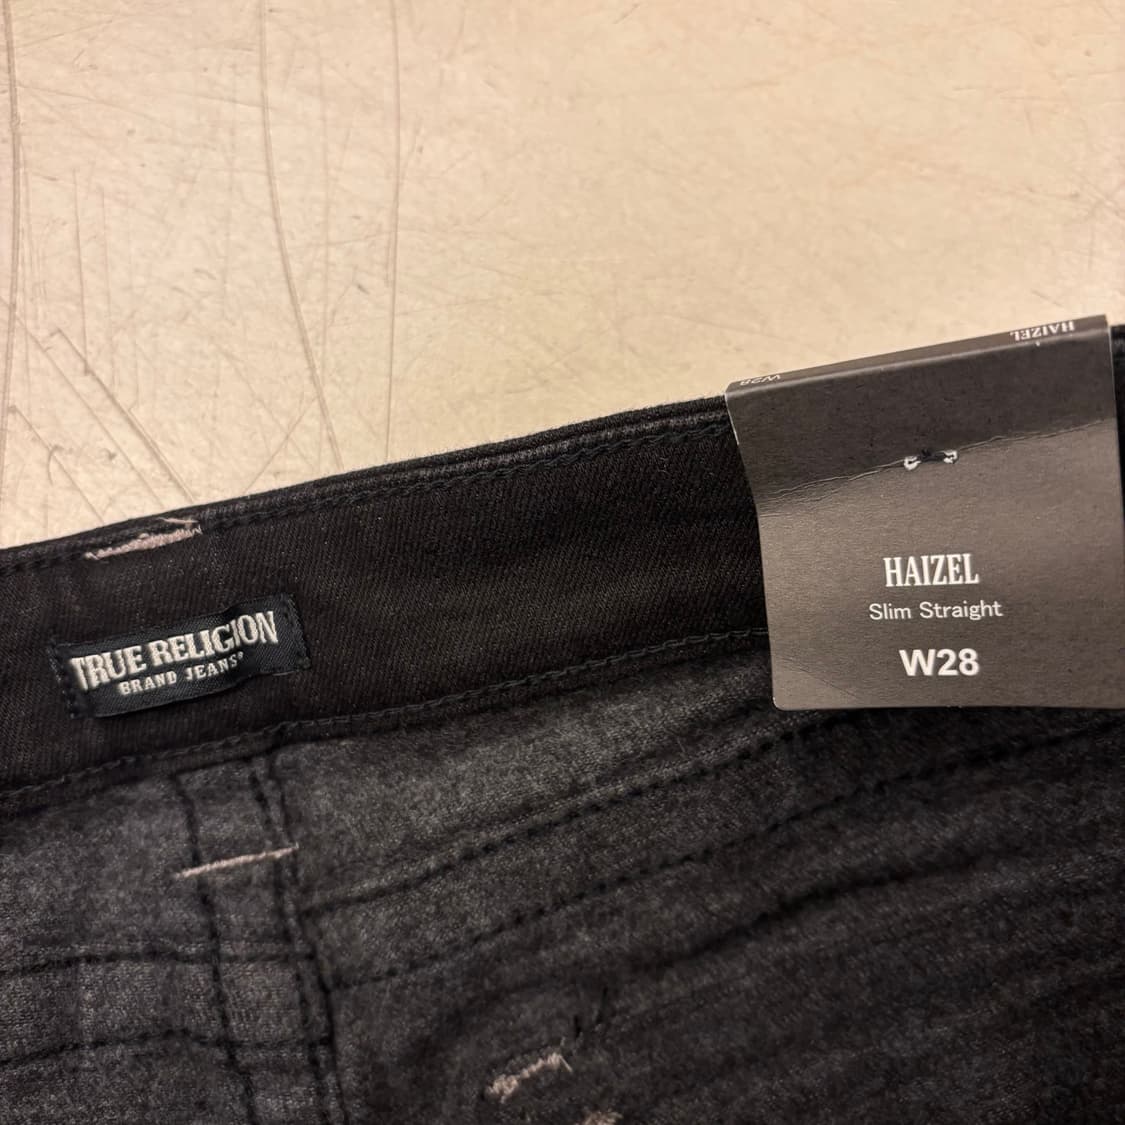 HAIZEL
W28
HAIZEL
Slim Straight
W28
TRUE RELIGION
BRAND JEANS®